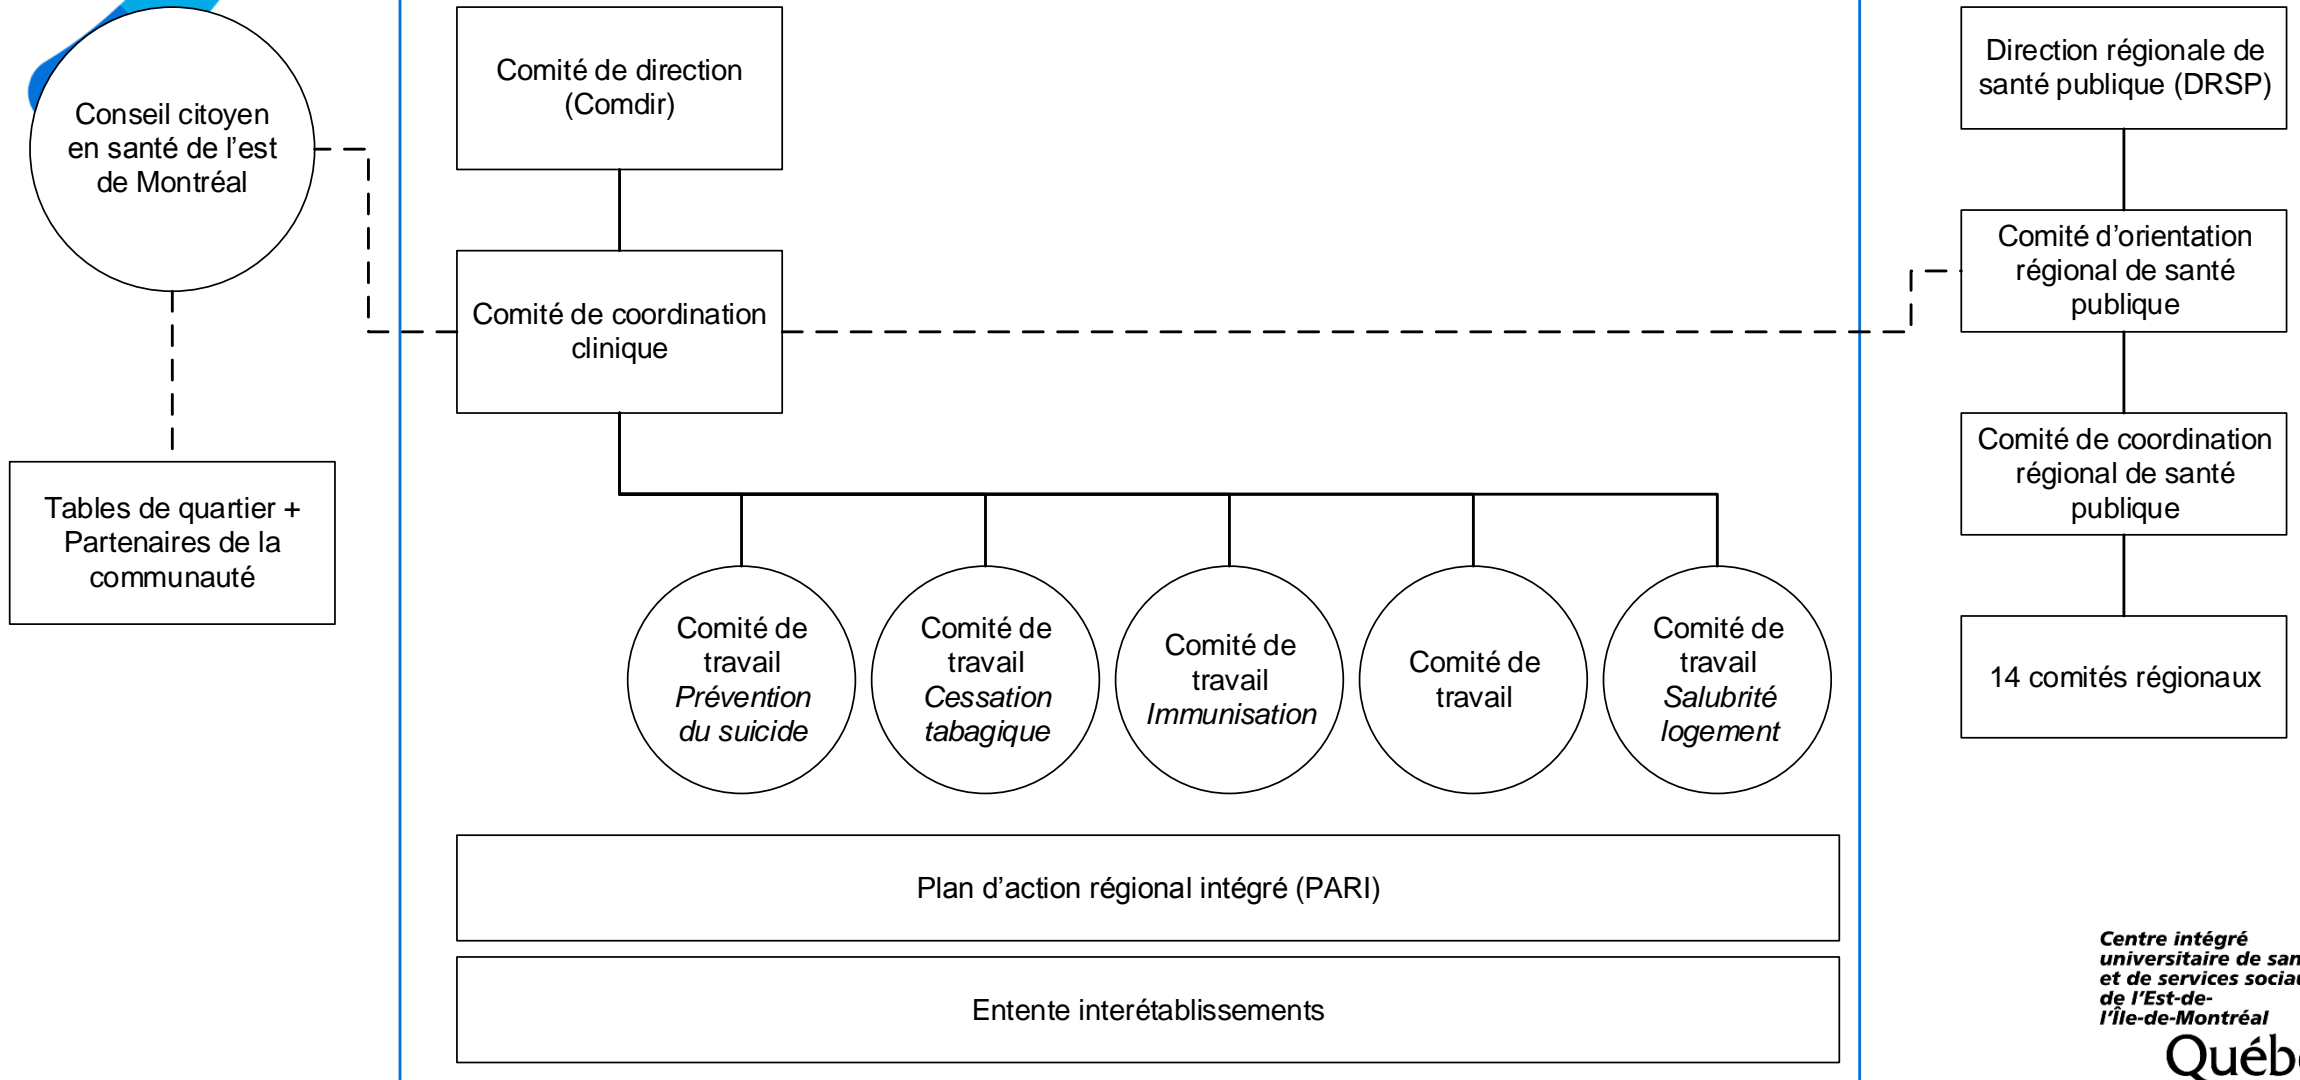 Conseil citoyen
en santé de l’est
de Montréal
Tables de quartier +
Partenaires de la
communauté
Comité de direction
(Comdir)
Comité de coordination
clinique
Comité de
travail
Prévention
du suicide
Comité de
travail
Cessation
tabagique
Comité de
travail
Immunisation
Comité de
travail
Comité de
travail
Salubrité
logement
Plan d’action régional intégré (PARI)
Entente interétablissements
Direction régionale de
santé publique (DRSP)
Comité d’orientation
régional de santé
publique
Comité de coordination
régional de santé
publique
14 comités régionaux
Centre intégré
universitaire de
et de services
de l’Est-de-
l’Île-de-Montréal